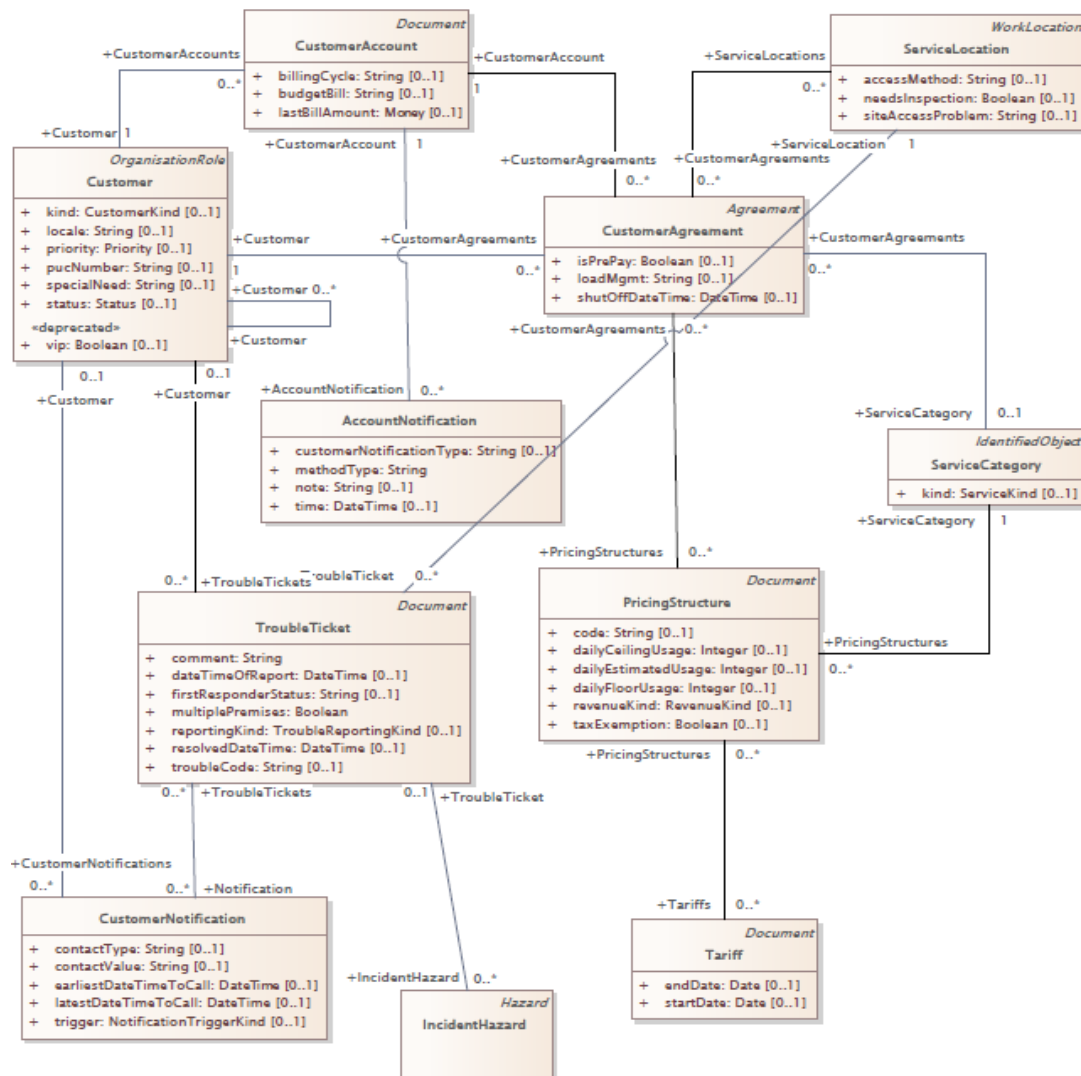 Document
CustomerAccount
+ billingCycle: String [0..1]
+ budgetBill: String [0..1]
+ lastBillAmount: Money [0..1]
WorkLocation
ServiceLocation
+ accessMethod: String [0..1]
+ needsInspection: Boolean [0..1]
+ siteAccessProblem: String [0..1]
+CustomerAccounts
0..*
+CustomerAccount
1
+ServiceLocations
0..*
+Customer 1
+CustomerAccount 1
+ServiceLocation 1
+CustomerAgreements
0..*
+CustomerAgreements
0..*
OrganisationRole
Customer
+ kind: CustomerKind [0..1]
+ locale: String [0..1]
+ priority: Priority [0..1]
+ pucNumber: String [0..1]
+ specialNeed: String [0..1]
+ status: Status [0..1]
«deprecated»
+ vip: Boolean [0..1]
Agreement
CustomerAgreement
+ isPrePay: Boolean [0..1]
+ loadMgmt: String [0..1]
+ shutOffDateTime: DateTime [0..1]
+Customer
1
+CustomerAgreements
0..*
+CustomerAgreements
0..*
+Customer 0..*
+Customer
+CustomerAgreements 0..*
0..1
+Customer
0..1
+Customer
+AccountNotification 0..*
+ServiceCategory 0..1
AccountNotification
+ customerNotificationType: String [0..1]
+ methodType: String
+ note: String [0..1]
+ time: DateTime [0..1]
IdentifiedObject
ServiceCategory
+ kind: ServiceKind [0..1]
+ServiceCategory 1
+PricingStructures 0..*
0..* +TroubleTickets
TroubleTicket 0..*
Document
TroubleTicket
+ comment: String
+ dateTimeOfReport: DateTime [0..1]
+ firstResponderStatus: String [0..1]
+ multiplePremises: Boolean
+ reportingKind: TroubleReportingKind [0..1]
+ resolvedDateTime: DateTime [0..1]
+ troubleCode: String [0..1]
Document
PricingStructure
+ code: String [0..1]
+ dailyCeilingUsage: Integer [0..1]
+ dailyEstimatedUsage: Integer [0..1]
+ dailyFloorUsage: Integer [0..1]
+ revenueKind: RevenueKind [0..1]
+ taxExemption: Boolean [0..1]
+PricingStructures
0..*
+PricingStructures 0..*
0..* +TroubleTickets
0..1 +TroubleTicket
+CustomerNotifications
0..*
0..* +Notification
+Tariffs 0..*
CustomerNotification
+ contactType: String [0..1]
+ contactValue: String [0..1]
+ earliestDateTimeToCall: DateTime [0..1]
+ latestDateTimeToCall: DateTime [0..1]
+ trigger: NotificationTriggerKind [0..1]
Document
Tariff
+ endDate: Date [0..1]
+ startDate: Date [0..1]
+IncidentHazard 0..*
Hazard
IncidentHazard